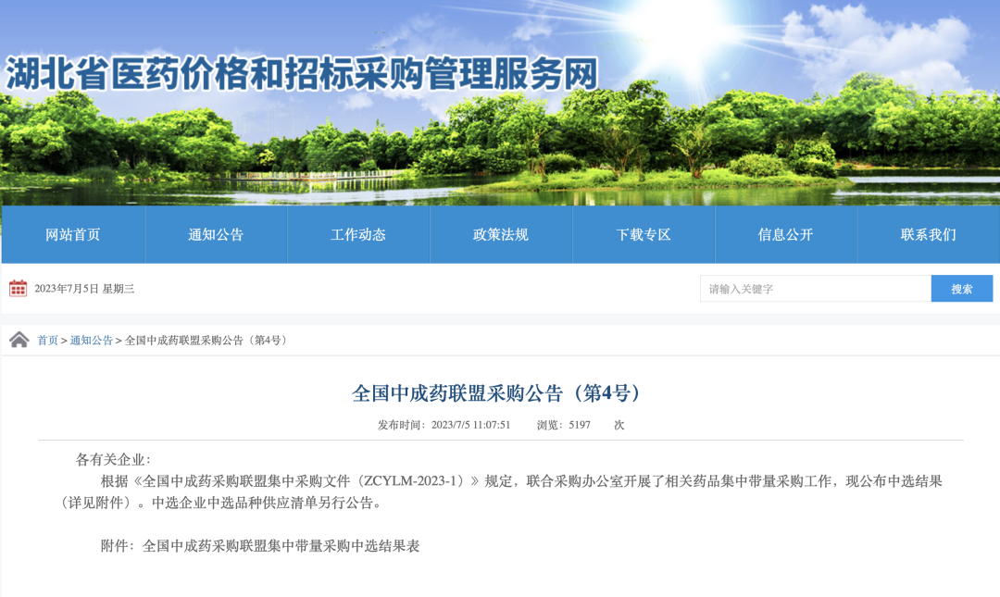 湖北省医药价格和招标采购管理服务网
网站首页 通知公告 工作动态 政策法规 下载专区 信息公开 联系我们
2023年7月5日 星期三 请输入关键字 搜索
首页 > 通知公告 > 全国中成药联盟采购公告（第4号）
全国中成药联盟采购公告（第4号）
发布时间：2023/7/5 11:07:51 浏览：5197 次
各有关企业：
根据《全国中成药采购联盟集中采购文件（ZCYLM-2023-1）》规定，联合采购办公室开展了相关药品集中带量采购工作，现公布中选结果
（详见附件）。中选企业中选品种供应清单另行公告。
附件：全国中成药采购联盟集中带量采购中选结果表